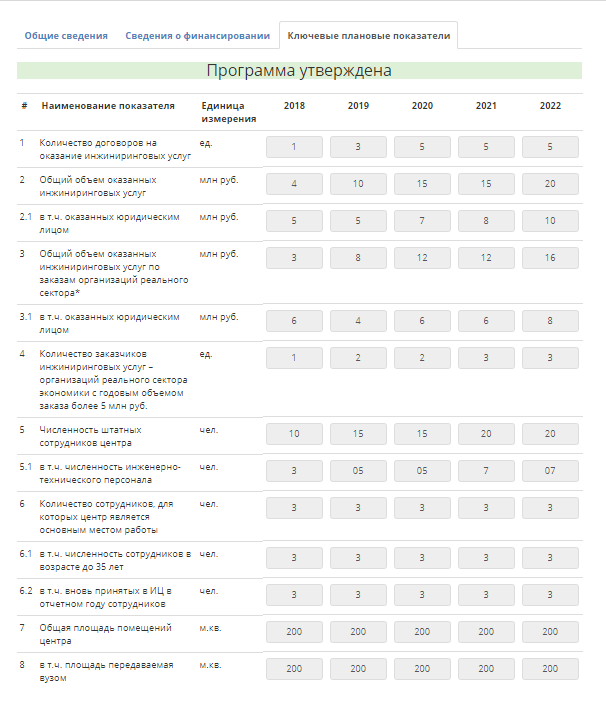 Общие сведения Сведения о финансировании Ключевые плановые показатели
Программа утверждена
# Наименование показателя Единица измерения 2018 2019 2020 2021 2022
1 Количество договоров на ед. 1 3 5 5 5
оказание инжиниринговых услуг
2 Общий объем оказанных млн руб. 4 10 15 15 20
инжиниринговых услуг
2.1 в т.ч. оказанных юридическим млн руб. 5 5 7 8 10
лицом
3 Общий объем оказанных млн руб. 3 8 12 12 16
инжиниринговых услуг по
заказам организаций реального
сектора*
3.1 в т.ч. оказанных юридическим млн руб. 6 4 6 6 8
лицом
4 Количество заказчиков ед. 1 2 2 3 3
инжиниринговых услуг –
организаций реального сектора
экономики с годовым объемом
заказа более 5 млн руб.
5 Численность штатных чел. 10 15 15 20 20
сотрудников центра
5.1 в т.ч. численность инженерно- чел. 3 05 05 7 07
технического персонала
6 Количество сотрудников, для чел. 3 3 3 3 3
которых центр является
основным местом работы
6.1 в т.ч. численность сотрудников в чел. 3 3 3 3 3
возрасте до 35 лет
6.2 в т.ч. вновь принятых в ИЦ в чел. 3 3 3 3 3
отчетном году сотрудников
7 Общая площадь помещений м.кв. 200 200 200 200 200
центра
8 в т.ч. площадь передаваемая м.кв. 200 200 200 200 200
вузом